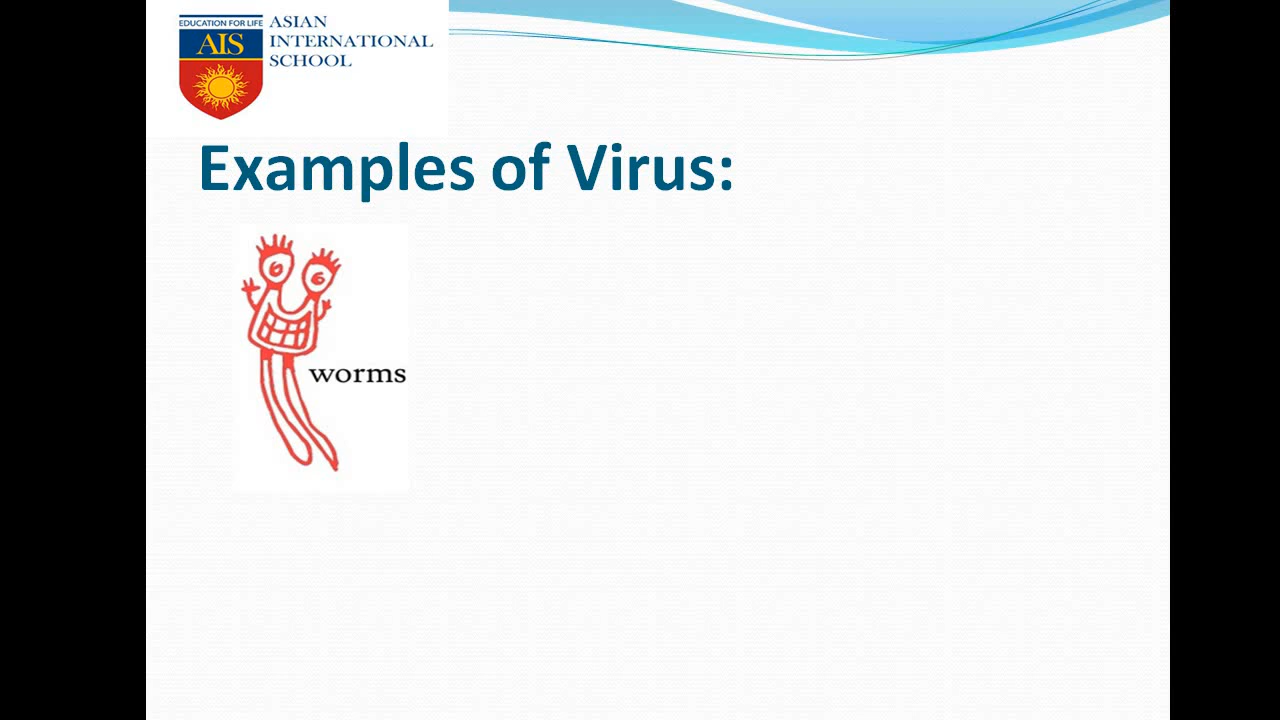 EDUCATION FOR LIFE
AIS
ASIAN
INTERNATIONAL
SCHOOL
Examples of Virus:
worms